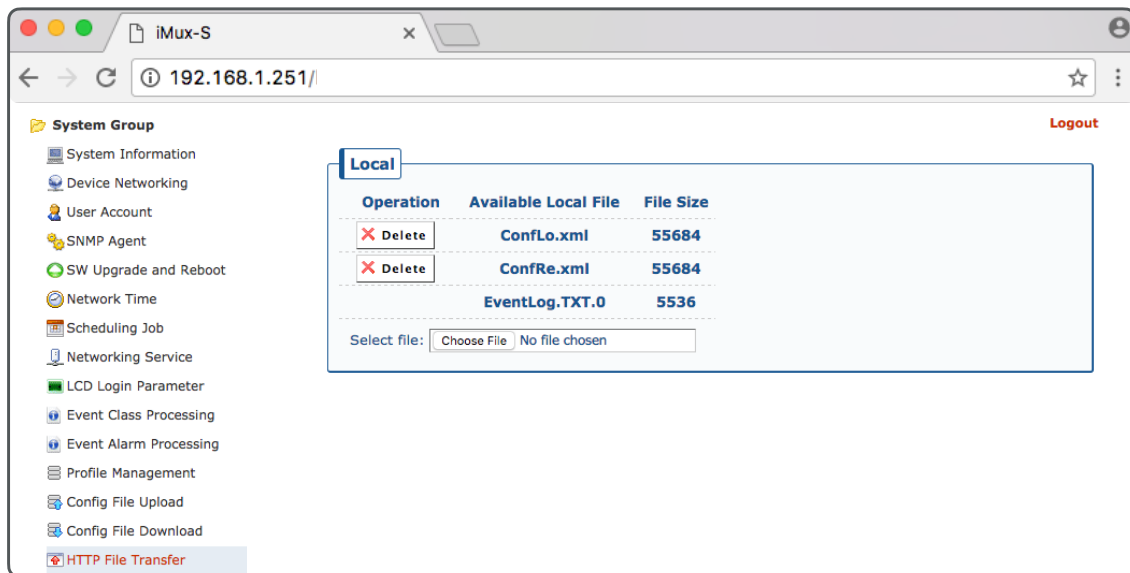 iMux-S
192.168.1.251/
System Group
Logout
System Information
Device Networking
User Account
SNMP Agent
SW Upgrade and Reboot
Network Time
Scheduling Job
Networking Service
LCD Login Parameter
Event Class Processing
Event Alarm Processing
Profile Management
Config File Upload
Config File Download
HTTP File Transfer
Local
Operation Available Local File File Size
Delete ConfLo.xml 55684
Delete ConfRe.xml 55684
EventLog.TXT.0 5536
Select file: Choose File No file chosen